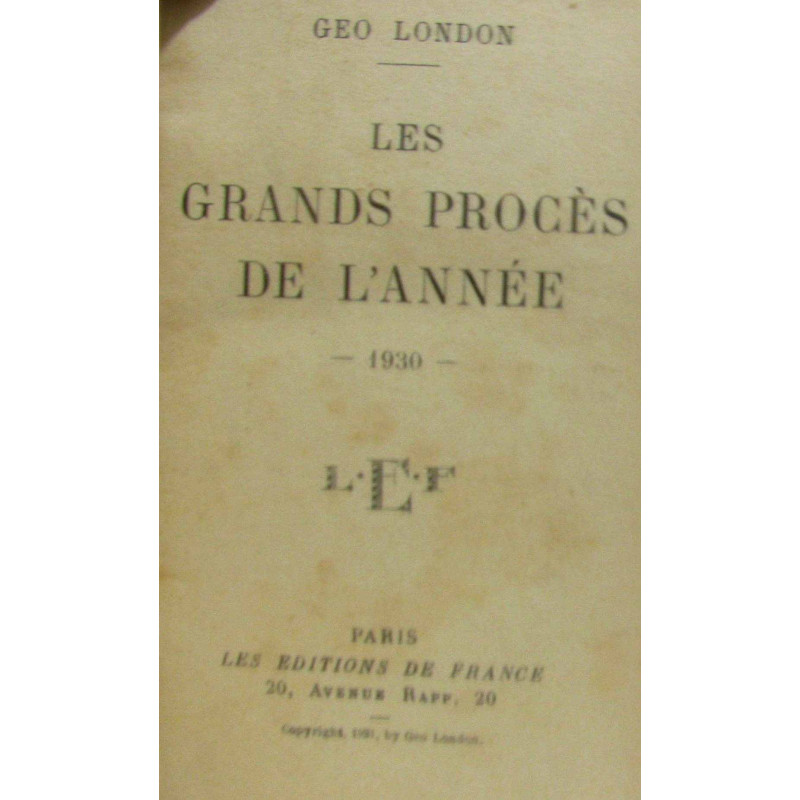 GEO LONDON
LES
GRANDS PROCÈS
DE L'ANNÉE
— 1930 —
L·E·F
PARIS
LES EDITIONS DE FRANCE
20, AVENUE RAPP, 20
Copyright, 1931, by Geo London.